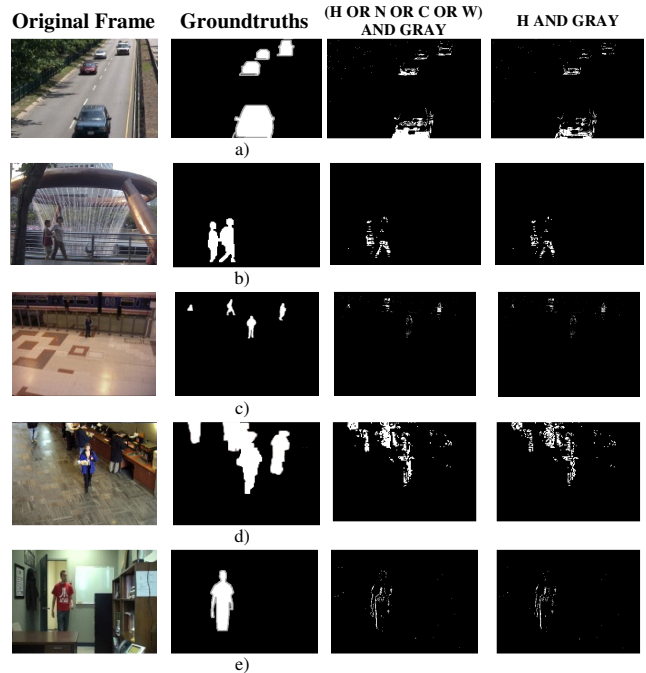 Original Frame
Groundtruths
(H OR N OR C OR W)
AND GRAY
H AND GRAY
a)
b)
c)
d)
e)